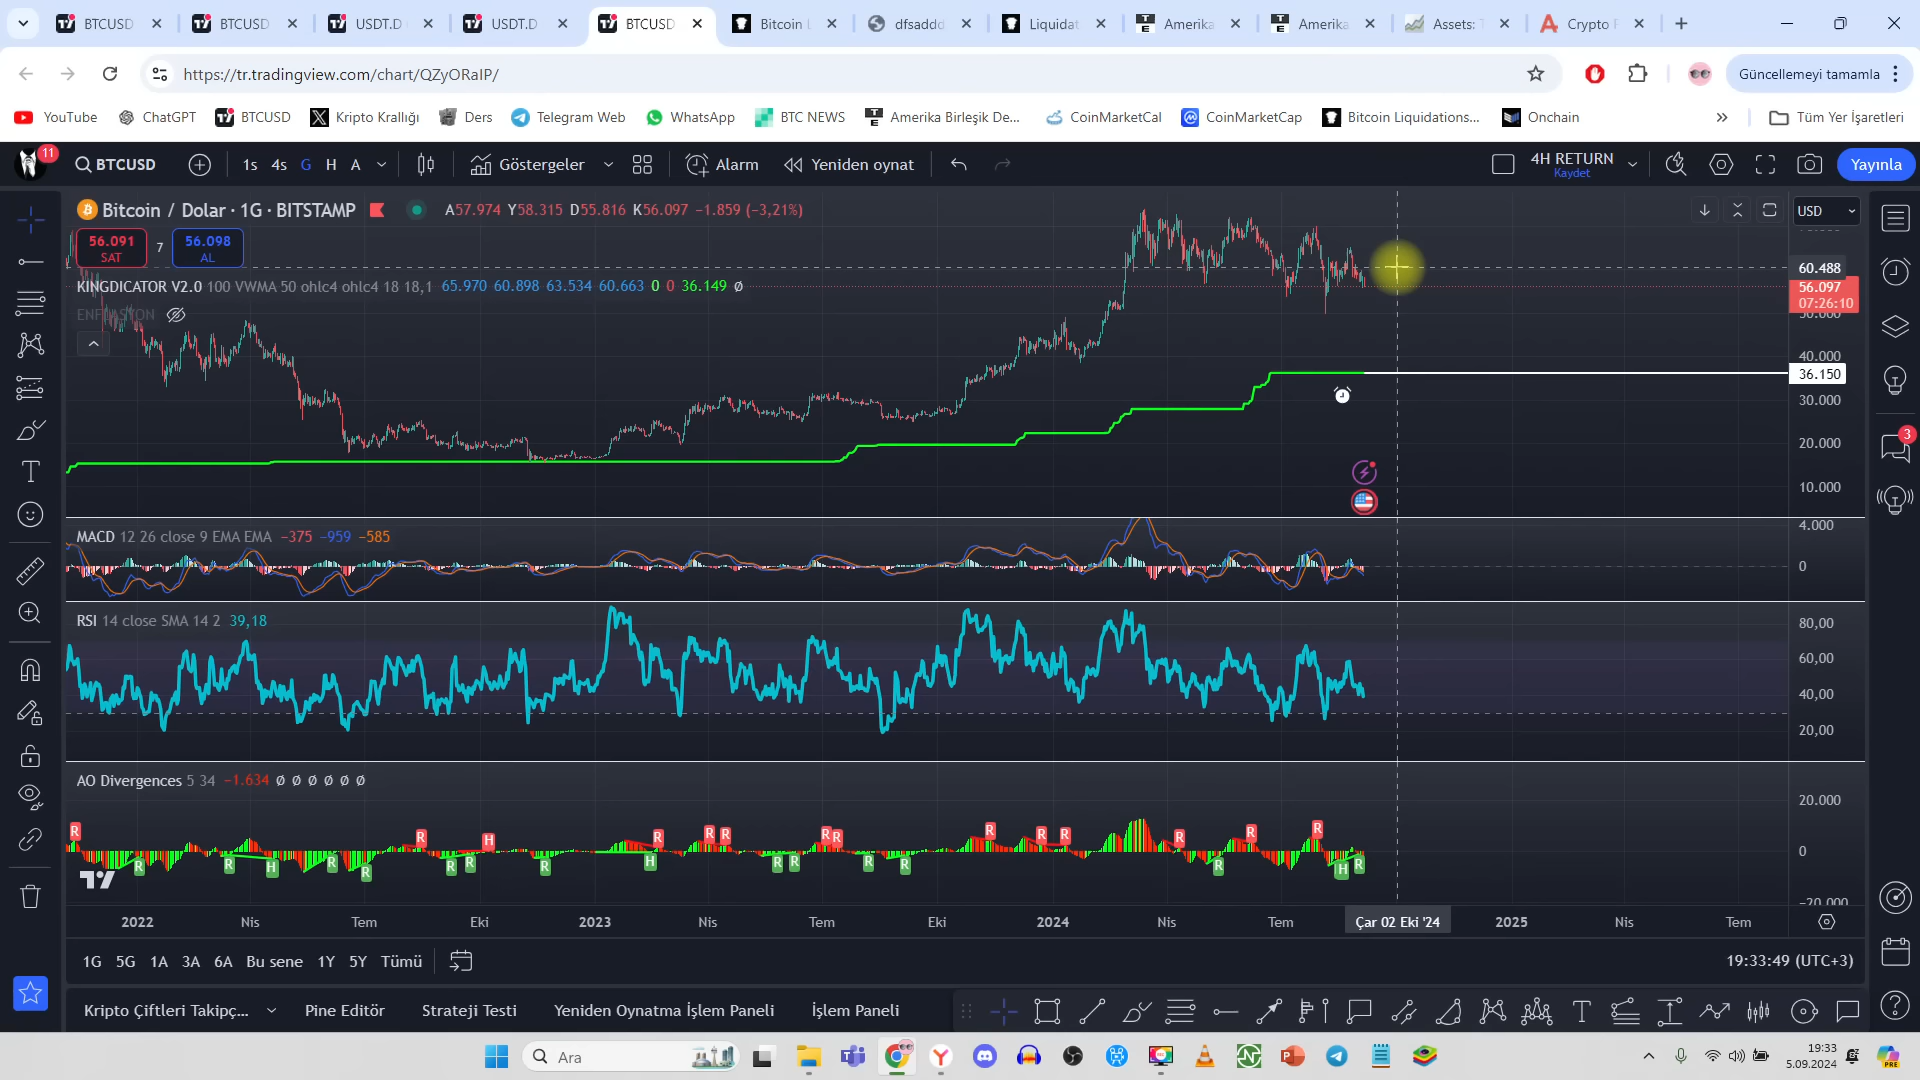 BTCUSD
BTCUSD
USDT.D
USDT.D
BTCUSD
Bitcoin L
dfsaddd
Liquidat
Amerika
Amerika
Assets: T
Crypto F
https://tr.tradingview.com/chart/QZyORaIP/
Güncellemeyi tamamla
YouTube
ChatGPT
BTCUSD
Kripto Krallığı
Ders
Telegram Web
WhatsApp
BTC NEWS
Amerika Birleşik De...
CoinMarketCal
CoinMarketCap
Bitcoin Liquidations...
Onchain
Tüm Yer İşaretleri
11
BTCUSD
1s 4s G H A
Göstergeler
Alarm
Yeniden oynat
4H RETURN
Kaydet
Yayınla
Bitcoin / Dolar · 1G · BITSTAMP
A57.974 Y58.315 D55.816 K56.097 −1.859 (−3,21%)
USD
56.091
SAT
7
56.098
AL
KINGDICATOR V2.0 100 VWMA 50 ohlc4 ohlc4 18 18,1 65.970 60.898 63.534 60.663 0 0 36.149 ø
ENFLASYON
60.488
56.097
07:26:10
50.000
40.000
36.150
30.000
20.000
10.000
MACD 12 26 close 9 EMA EMA −375 −959 −585
4.000
0
RSI 14 close SMA 14 2 39,18
80,00
60,00
40,00
20,00
AO Divergences 5 34 −1.634 ø ø ø ø ø ø
20.000
0
−20.000
R R H R R R R R R R R R R
R R H R R R R R H R R R R R H R
2022 Nis Tem Eki 2023 Nis Tem Eki 2024 Nis Tem Çar 02 Eki '24 2025 Nis Tem
1G 5G 1A 3A 6A Bu sene 1Y 5Y Tümü
19:33:49 (UTC+3)
3
Kripto Çiftleri Takipç...
Pine Editör
Strateji Testi
Yeniden Oynatma İşlem Paneli
İşlem Paneli
Ara
19:33
5.09.2024
PRE